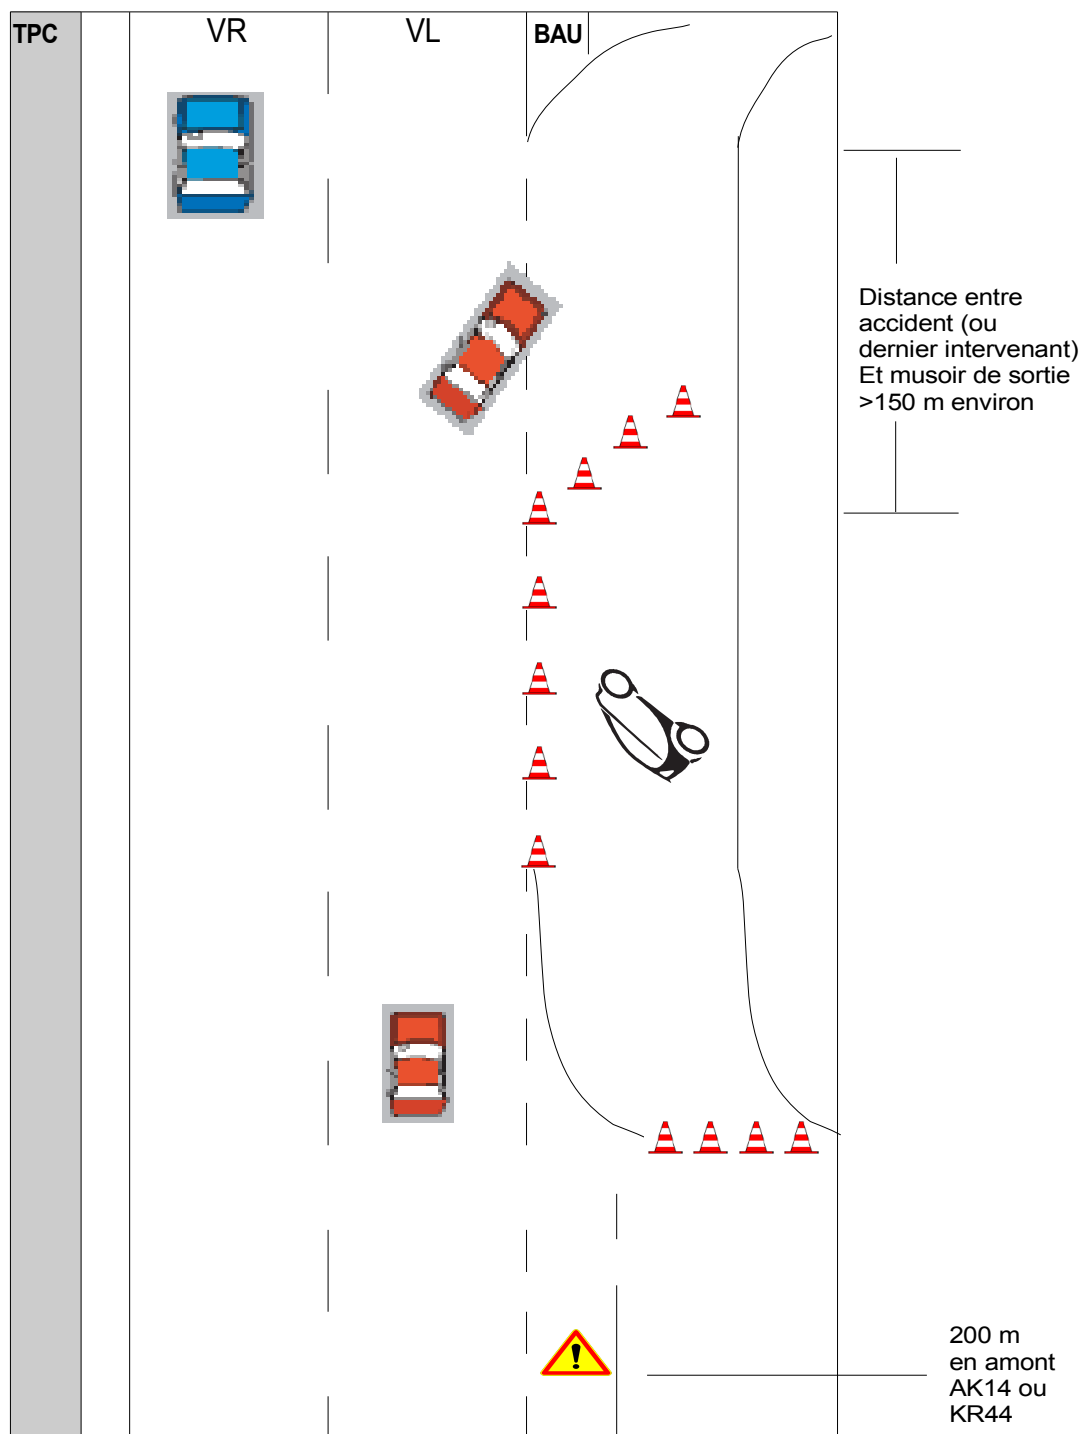 TPC
VR
VL
BAU
Distance entre
accident (ou
dernier intervenant)
Et musoir de sortie
>150 m environ
200 m
en amont
AK14 ou
KR44